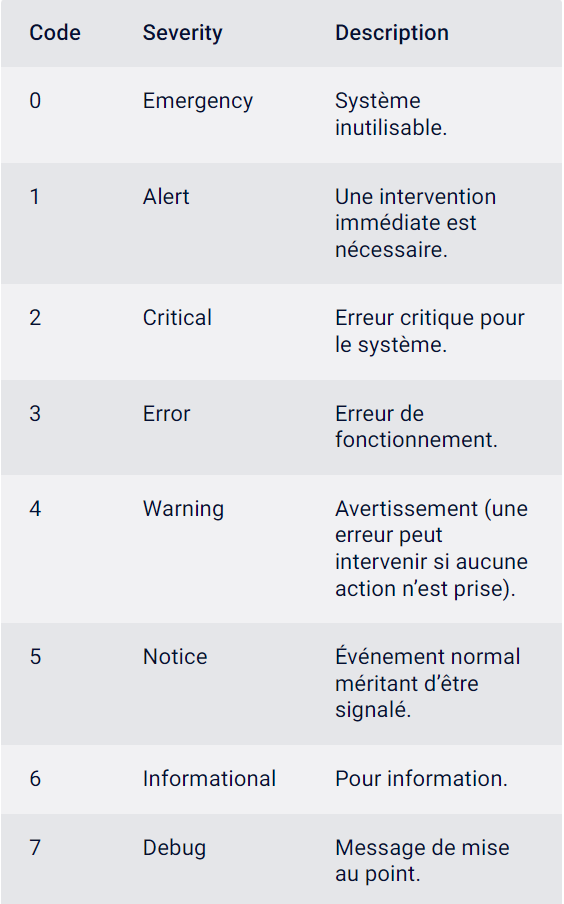 Code Severity Description
0 Emergency Système
inutilisable.
1 Alert Une intervention
immédiate est
nécessaire.
2 Critical Erreur critique pour
le système.
3 Error Erreur de
fonctionnement.
4 Warning Avertissement (une
erreur peut
intervenir si aucune
action n’est prise).
5 Notice Événement normal
méritant d’être
signalé.
6 Informational Pour information.
7 Debug Message de mise
au point.